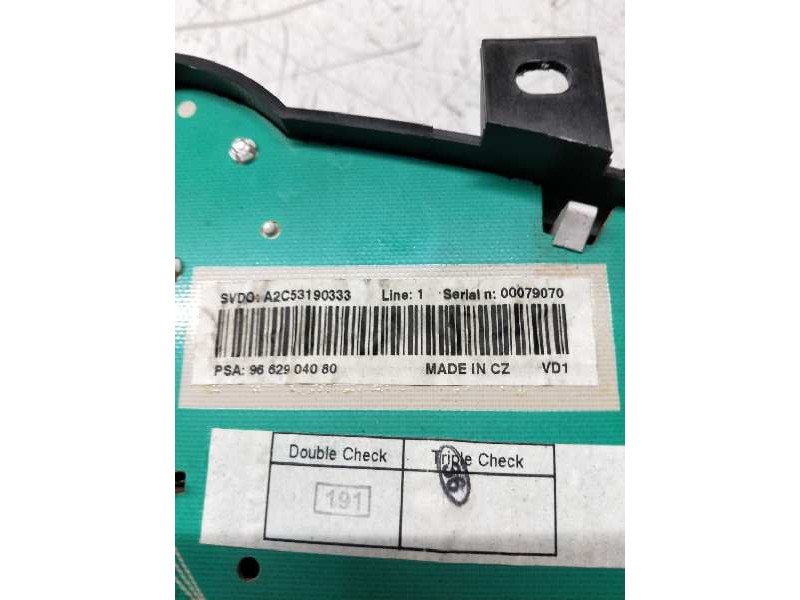 SVDO: A2C53190333 Line: 1 Serial n: 00079070
PSA: 96 629 040 80 MADE IN CZ VD1
Double Check Triple Check
191 36